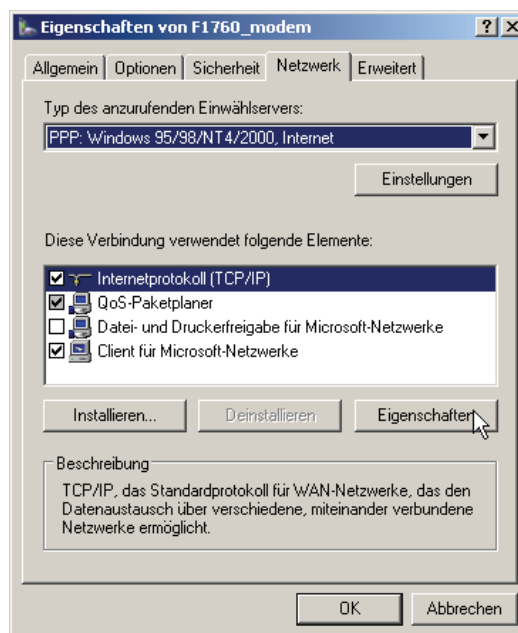 Eigenschaften von F1760_modem
Allgemein Optionen Sicherheit Netzwerk Erweitert
Typ des anzurufenden Einwählservers:
PPP: Windows 95/98/NT4/2000, Internet
Einstellungen
Diese Verbindung verwendet folgende Elemente:
Internetprotokoll (TCP/IP)
QoS-Paketplaner
Datei- und Druckerfreigabe für Microsoft-Netzwerke
Client für Microsoft-Netzwerke
Installieren... Deinstallieren Eigenschaften
Beschreibung
TCP/IP, das Standardprotokoll für WAN-Netzwerke, das den
Datenaustausch über verschiedene, miteinander verbundene
Netzwerke ermöglicht.
OK Abbrechen